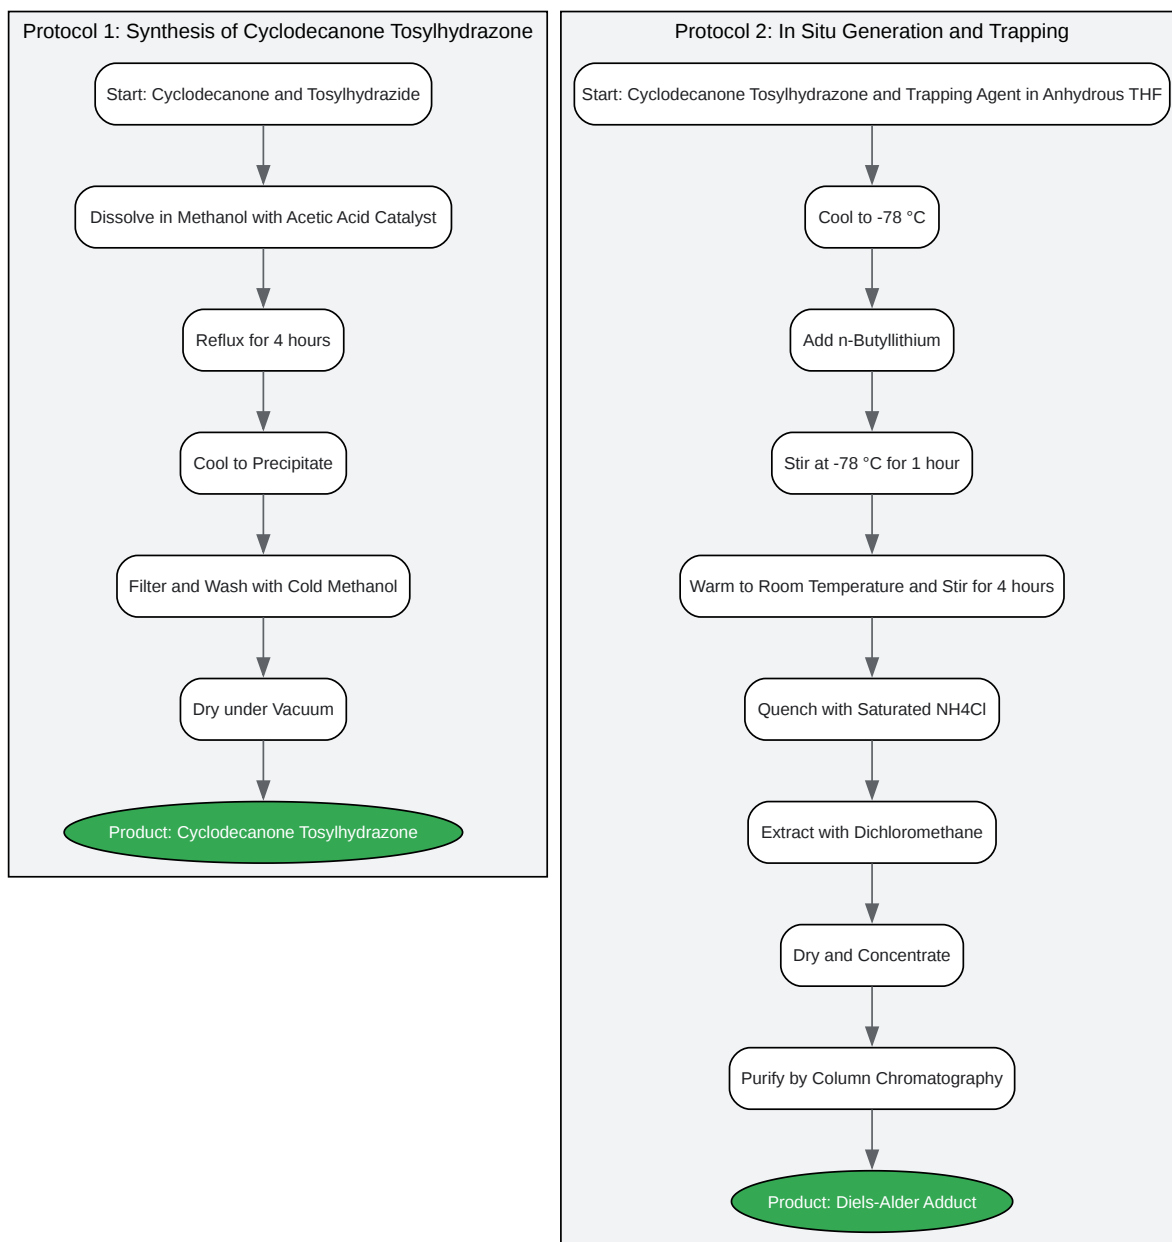 Protocol 1: Synthesis of Cyclodecanone Tosylhydrazone
Start: Cyclodecanone and Tosylhydrazide
Dissolve in Methanol with Acetic Acid Catalyst
Reflux for 4 hours
Cool to Precipitate
Filter and Wash with Cold Methanol
Dry under Vacuum
Product: Cyclodecanone Tosylhydrazone
Protocol 2: In Situ Generation and Trapping
Start: Cyclodecanone Tosylhydrazone and Trapping Agent in Anhydrous THF
Cool to -78 °C
Add n-Butyllithium
Stir at -78 °C for 1 hour
Warm to Room Temperature and Stir for 4 hours
Quench with Saturated NH4Cl
Extract with Dichloromethane
Dry and Concentrate
Purify by Column Chromatography
Product: Diels-Alder Adduct